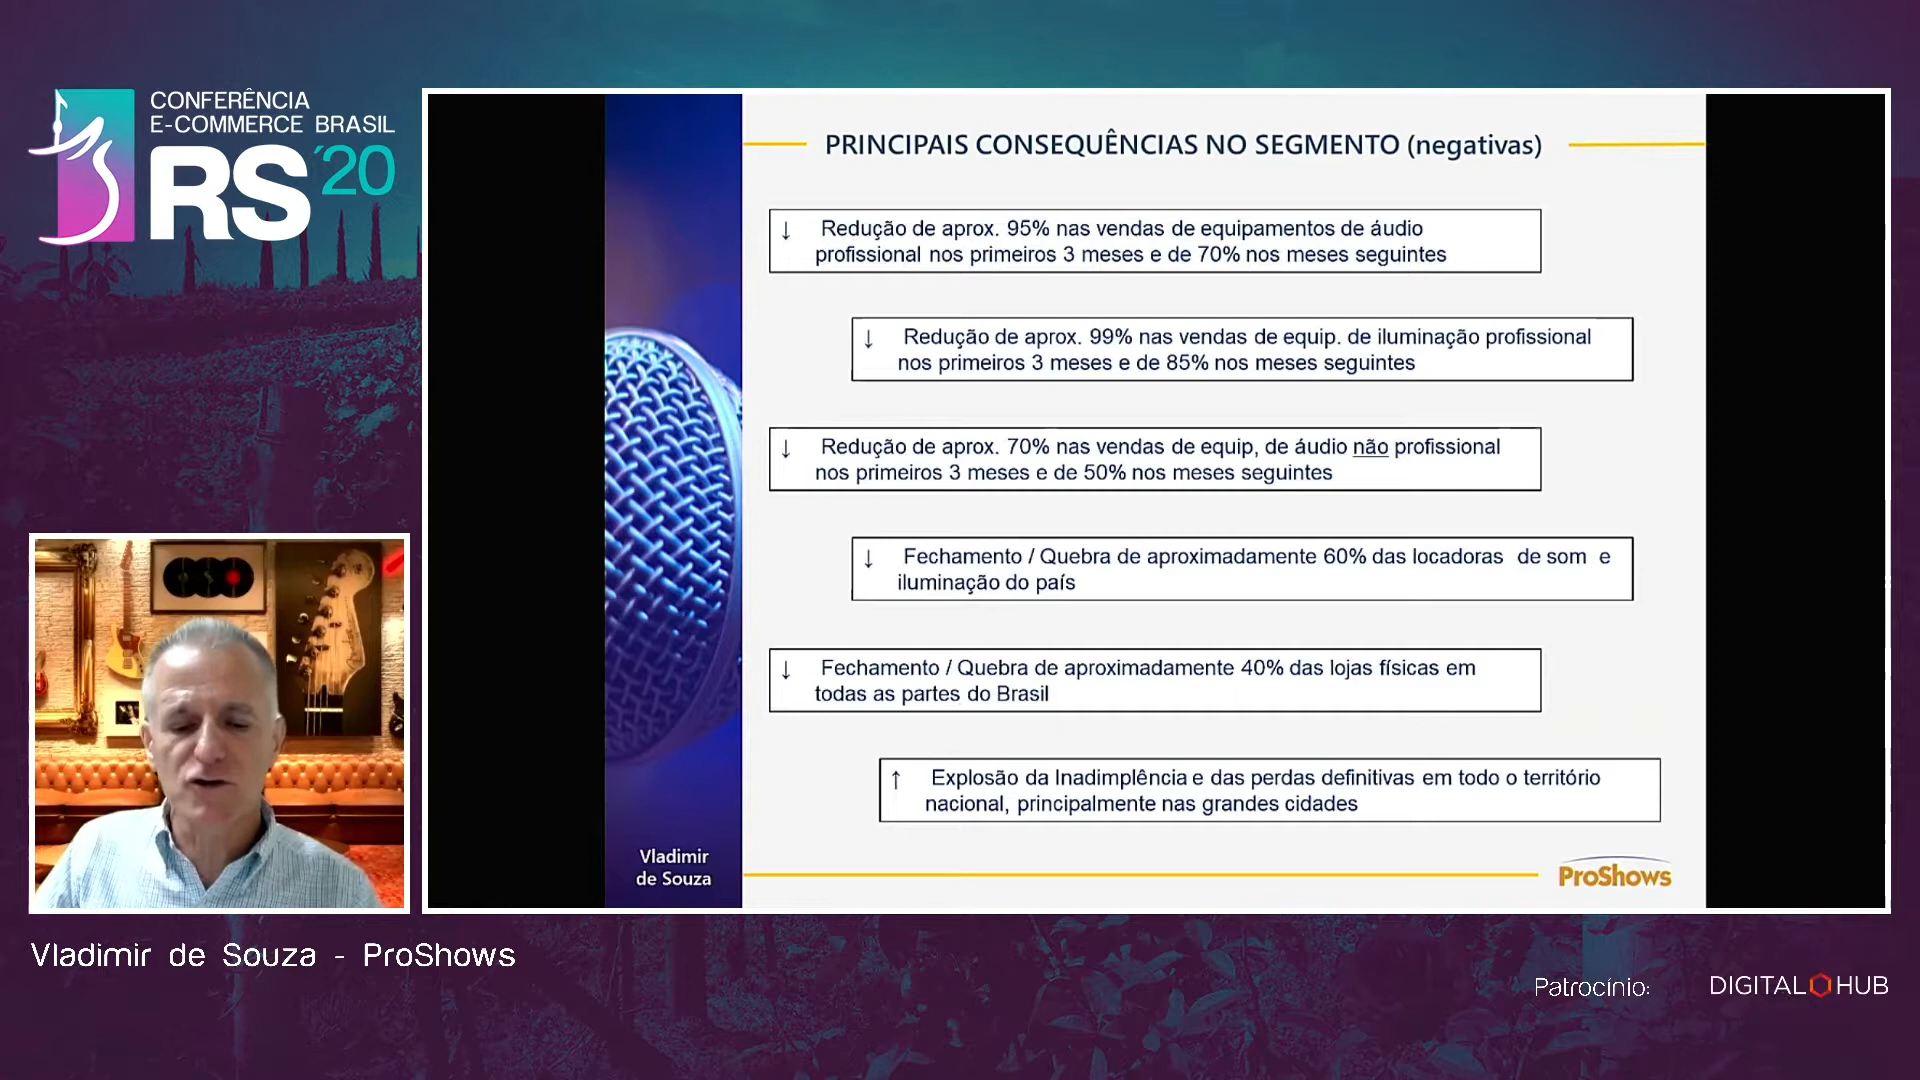 CONFERÊNCIA
E-COMMERCE BRASIL
RS'20
PRINCIPAIS CONSEQUÊNCIAS NO SEGMENTO (negativas)
↓ Redução de aprox. 95% nas vendas de equipamentos de áudio
profissional nos primeiros 3 meses e de 70% nos meses seguintes
↓ Redução de aprox. 99% nas vendas de equip. de iluminação profissional
nos primeiros 3 meses e de 85% nos meses seguintes
↓ Redução de aprox. 70% nas vendas de equip, de áudio não profissional
nos primeiros 3 meses e de 50% nos meses seguintes
↓ Fechamento / Quebra de aproximadamente 60% das locadoras de som e
iluminação do país
↓ Fechamento / Quebra de aproximadamente 40% das lojas físicas em
todas as partes do Brasil
↑ Explosão da Inadimplência e das perdas definitivas em todo o território
nacional, principalmente nas grandes cidades
Vladimir
de Souza
ProShows
Vladimir de Souza - ProShows
Patrocínio:
DIGITAL HUB